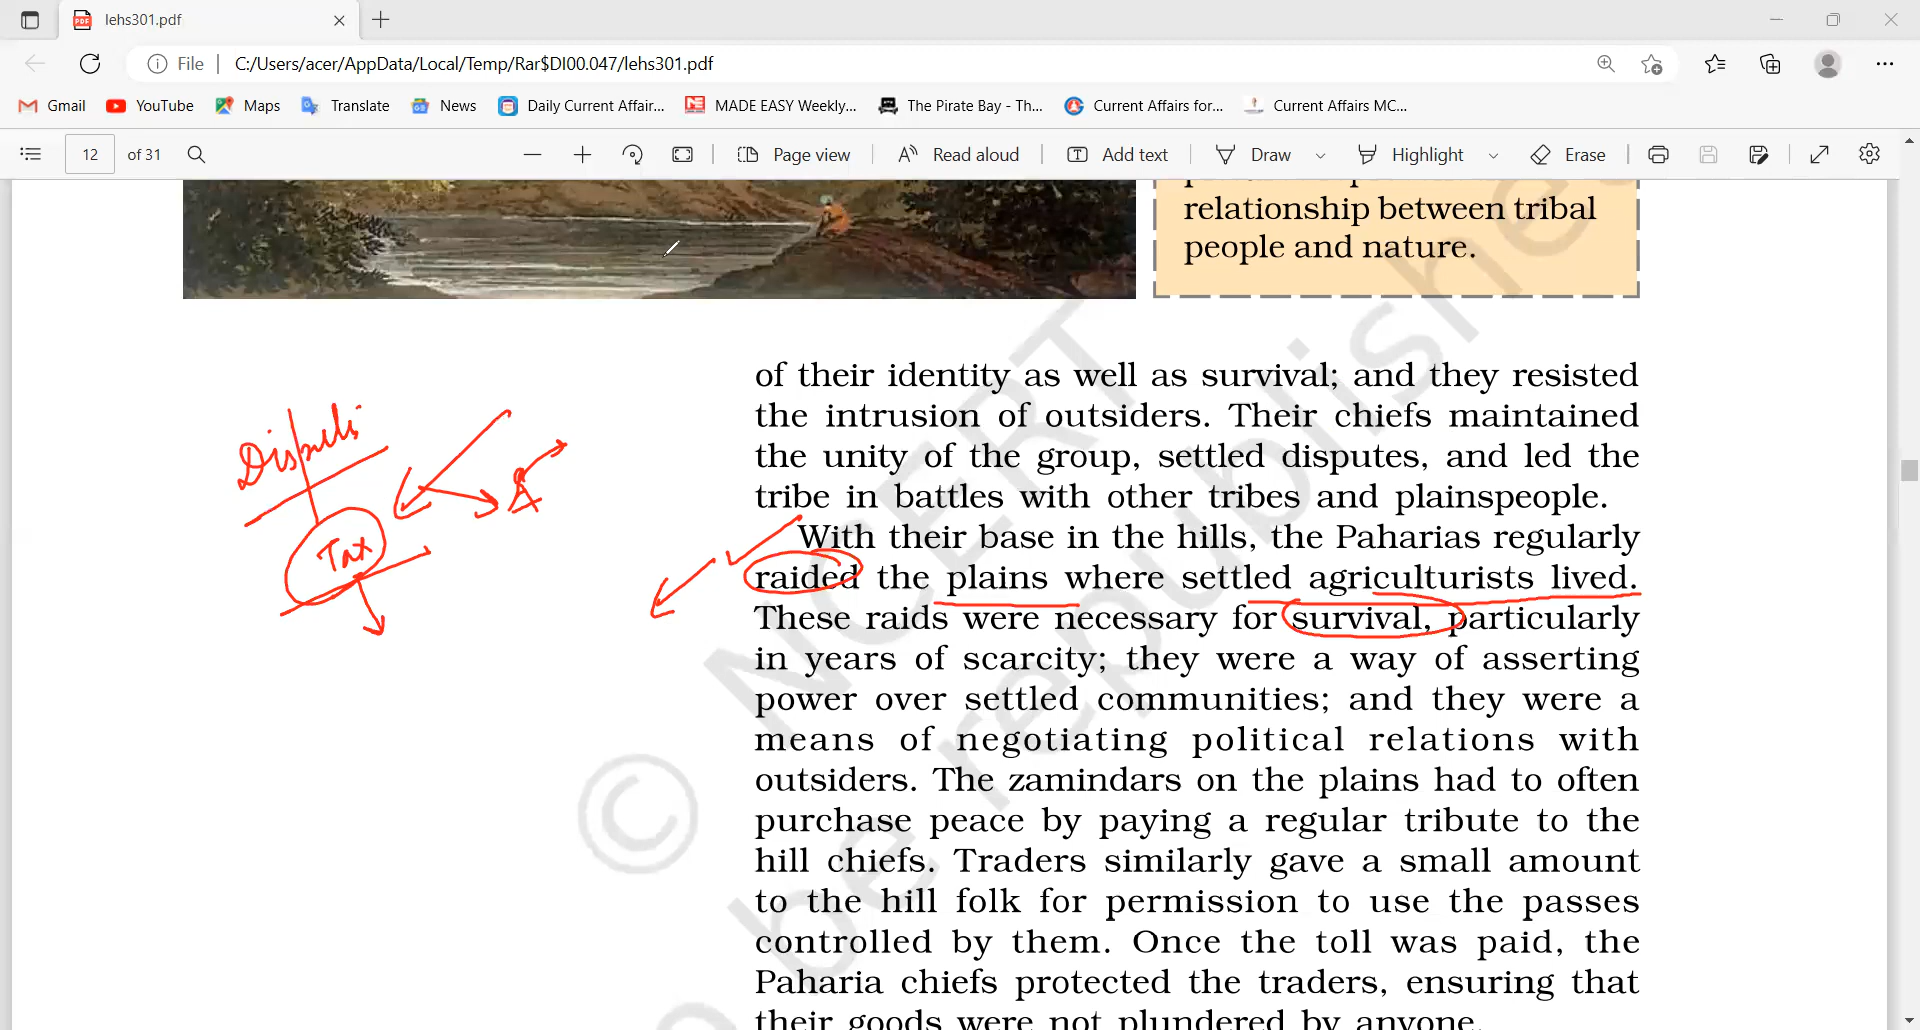 lehs301.pdf
File
C:/Users/acer/AppData/Local/Temp/Rar$DI00.047/lehs301.pdf
Gmail
YouTube
Maps
Translate
News
Daily Current Affair...
MADE EASY Weekly...
The Pirate Bay - Th...
Current Affairs for...
Current Affairs MC...
12 of 31
Page view
Read aloud
Add text
Draw
Highlight
Erase
relationship between tribal
people and nature.
of their identity as well as survival; and they resisted
the intrusion of outsiders. Their chiefs maintained
the unity of the group, settled disputes, and led the
tribe in battles with other tribes and plainspeople.
With their base in the hills, the Paharias regularly
raided the plains where settled agriculturists lived.
These raids were necessary for survival, particularly
in years of scarcity; they were a way of asserting
power over settled communities; and they were a
means of negotiating political relations with
outsiders. The zamindars on the plains had to often
purchase peace by paying a regular tribute to the
hill chiefs. Traders similarly gave a small amount
to the hill folk for permission to use the passes
controlled by them. Once the toll was paid, the
Paharia chiefs protected the traders, ensuring that
their goods were not plundered by anyone.
Tax
A
© NCERT
be republished